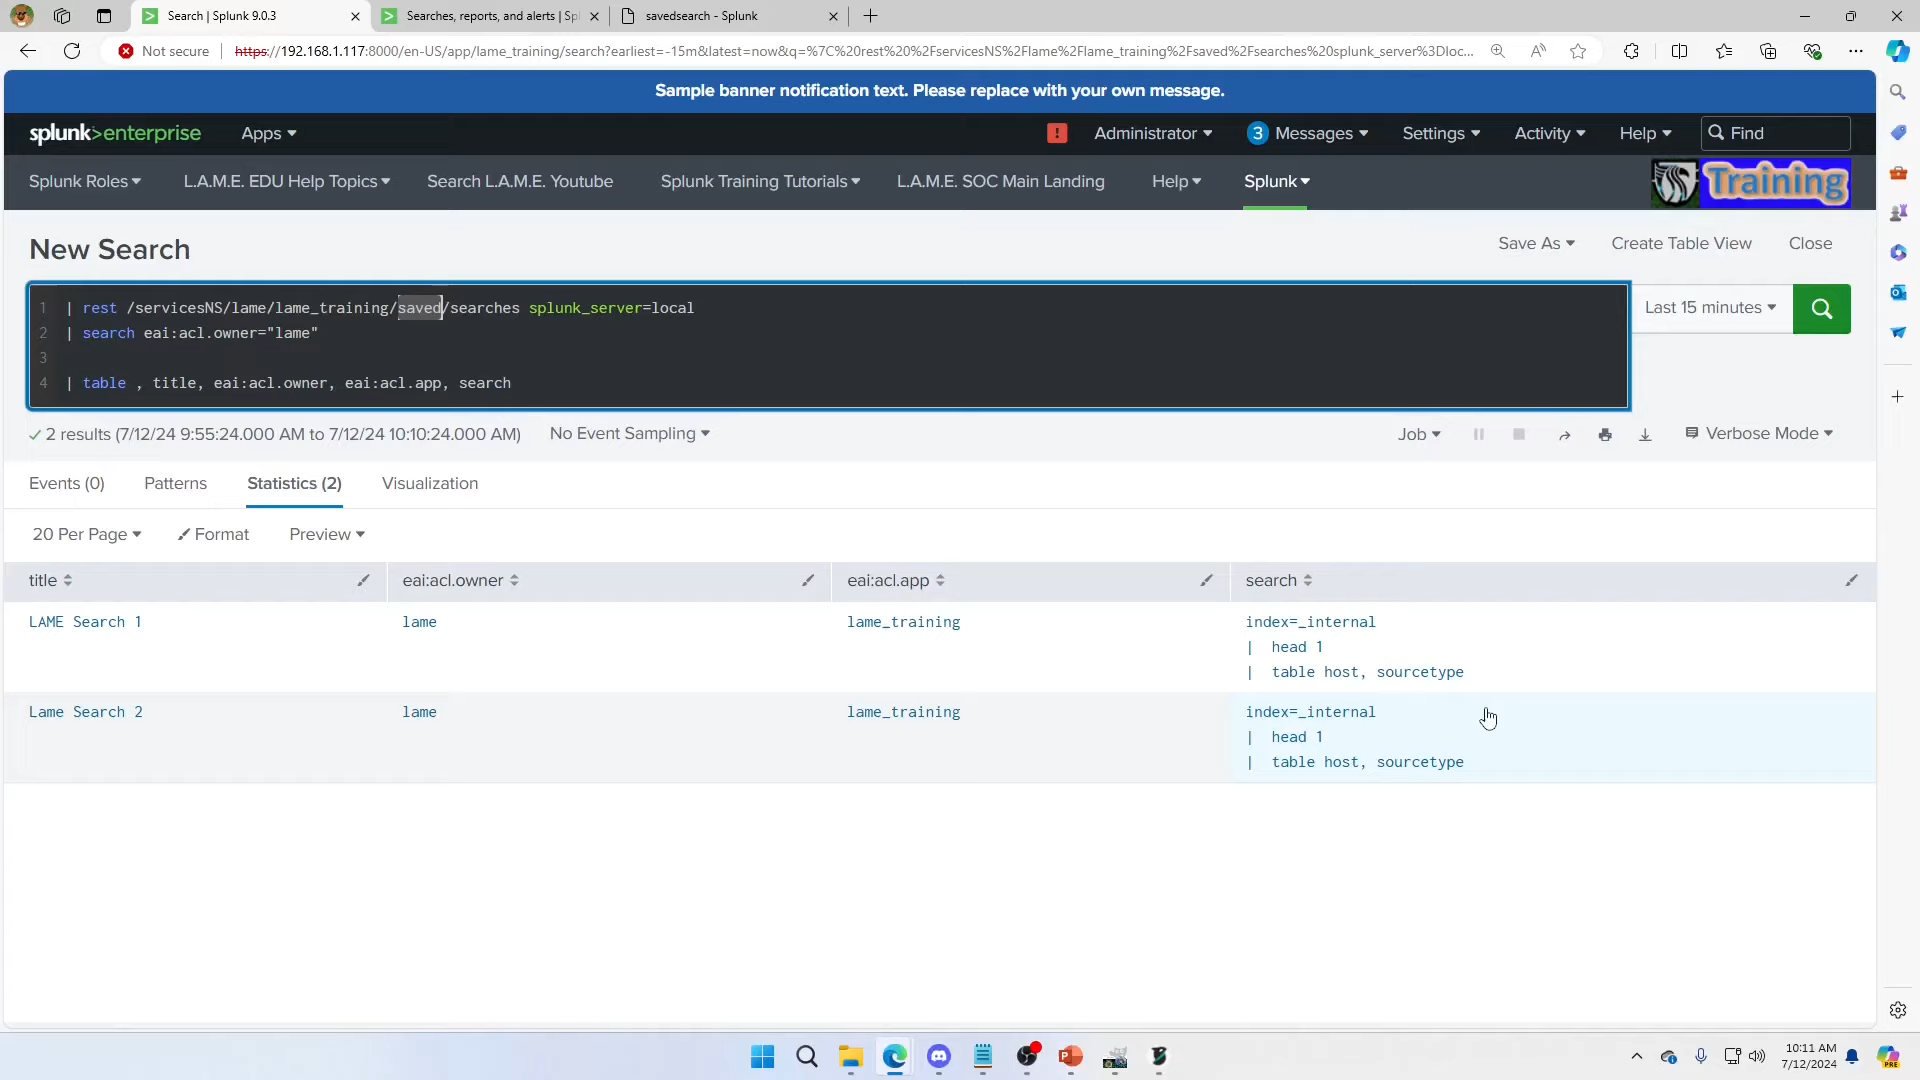 Search | Splunk 9.0.3
Searches, reports, and alerts | Spl
savedsearch - Splunk
Not secure
https://192.168.1.117:8000/en-US/app/lame_training/search?earliest=-15m&latest=now&q=%7C%20rest%20%2FservicesNS%2Flame%2Flame_training%2Fsaved%2Fsearches%20splunk_server%3Dloc...
Sample banner notification text. Please replace with your own message.
splunk>enterprise
Apps
!
Administrator
3 Messages
Settings
Activity
Help
Find
Splunk Roles
L.A.M.E. EDU Help Topics
Search L.A.M.E. Youtube
Splunk Training Tutorials
L.A.M.E. SOC Main Landing
Help
Splunk
Training
New Search
Save As
Create Table View
Close
1 | rest /servicesNS/lame/lame_training/saved/searches splunk_server=local
2 | search eai:acl.owner="lame"
3
4 | table , title, eai:acl.owner, eai:acl.app, search
Last 15 minutes
2 results (7/12/24 9:55:24.000 AM to 7/12/24 10:10:24.000 AM)
No Event Sampling
Job
Verbose Mode
Events (0)
Patterns
Statistics (2)
Visualization
20 Per Page
Format
Preview
title
eai:acl.owner
eai:acl.app
search
LAME Search 1
lame
lame_training
index=_internal
| head 1
| table host, sourcetype
Lame Search 2
lame
lame_training
index=_internal
| head 1
| table host, sourcetype
10:11 AM
7/12/2024
PRE